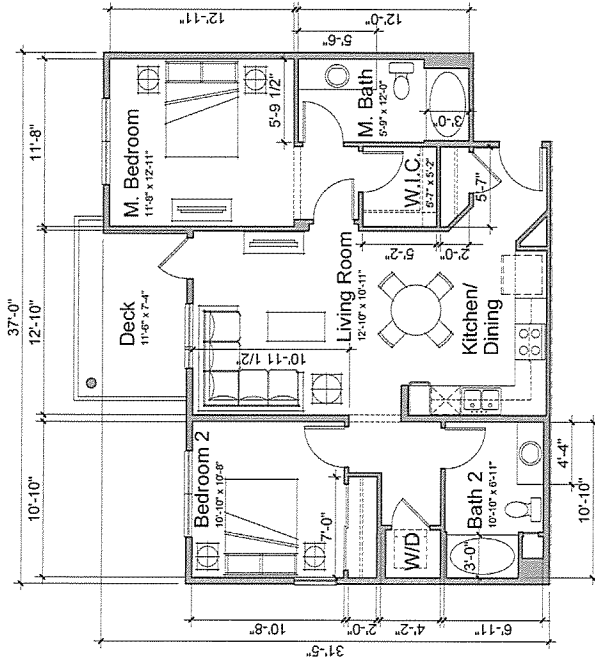 12'-11"
12'-0"
5'-6"
5'-9 1/2"
M. Bath
5'-9" x 12'-0"
3'-0"
M. Bedroom
11'-8" x 12'-11"
11'-8"
W.I.C.
5'-7" x 5'-2"
5'-7"
5'-2"
2'-0"
37'-0"
12'-10"
Deck
11'-6" x 7'-4"
Living Room
12'-10" x 10'-11"
10'-11 1/2"
Kitchen/
Dining
10'-10"
Bedroom 2
10'-10" x 10'-8"
7'-0"
W/D
Bath 2
10'-10" x 6'-11"
3'-0"
4'-4"
10'-10"
10'-8"
2'-0"
4'-2"
6'-11"
31'-5"